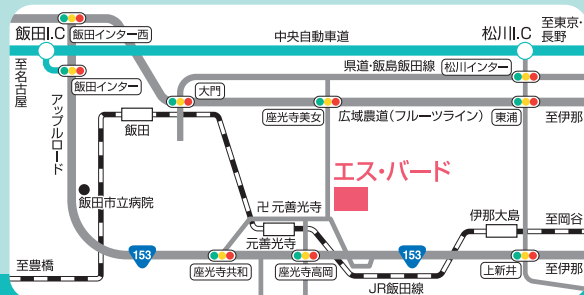 飯田I.C
飯田インター西
中央自動車道
松川I.C
至東京・
長野
至名古屋
飯田インター
県道・飯島飯田線
松川インター
アップルロード
大門
座光寺美女
広域農道（フルーツライン）
東浦
至伊那
飯田
エス・バード
飯田市立病院
卍 元善光寺
伊那大島
至岡谷
元善光寺
至豊橋
153
座光寺共和
座光寺高岡
153
上新井
至伊那
JR飯田線